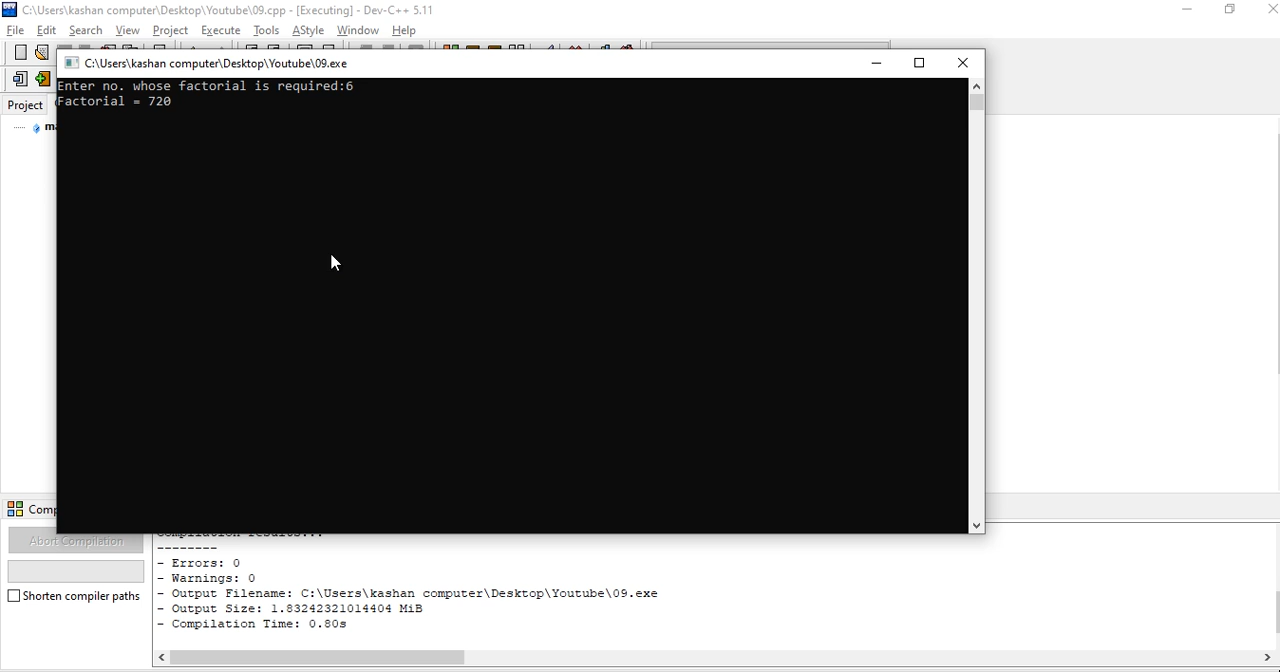 C:\Users\kashan computer\Desktop\Youtube\09.cpp - [Executing] - Dev-C++ 5.11
File Edit Search View Project Execute Tools AStyle Window Help
C:\Users\kashan computer\Desktop\Youtube\09.exe
Enter no. whose factorial is required:6
Factorial = 720
Project
Compilation results...
--------
- Errors: 0
- Warnings: 0
- Output Filename: C:\Users\kashan computer\Desktop\Youtube\09.exe
- Output Size: 1.83242321014404 MiB
- Compilation Time: 0.80s
Abort Compilation
Shorten compiler paths